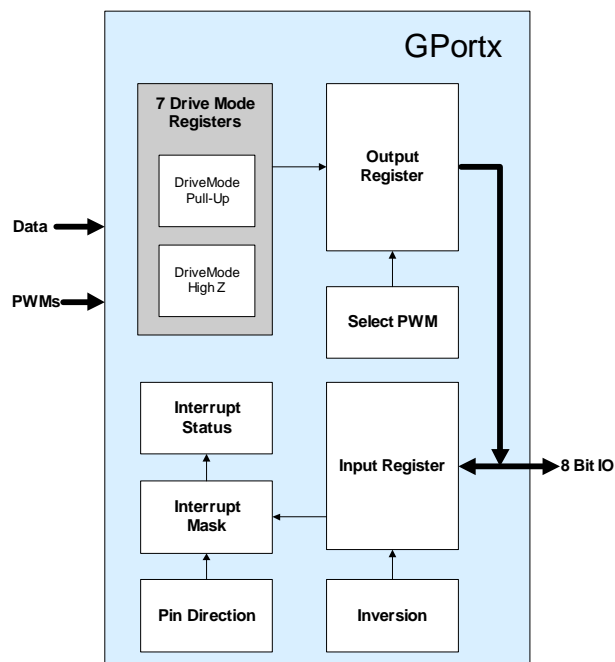 GPortx
7 Drive Mode
Registers
DriveMode
Pull-Up
DriveMode
High Z
Output
Register
Data
PWMs
Select PWM
Interrupt
Status
Input Register
8 Bit IO
Interrupt
Mask
Pin Direction
Inversion